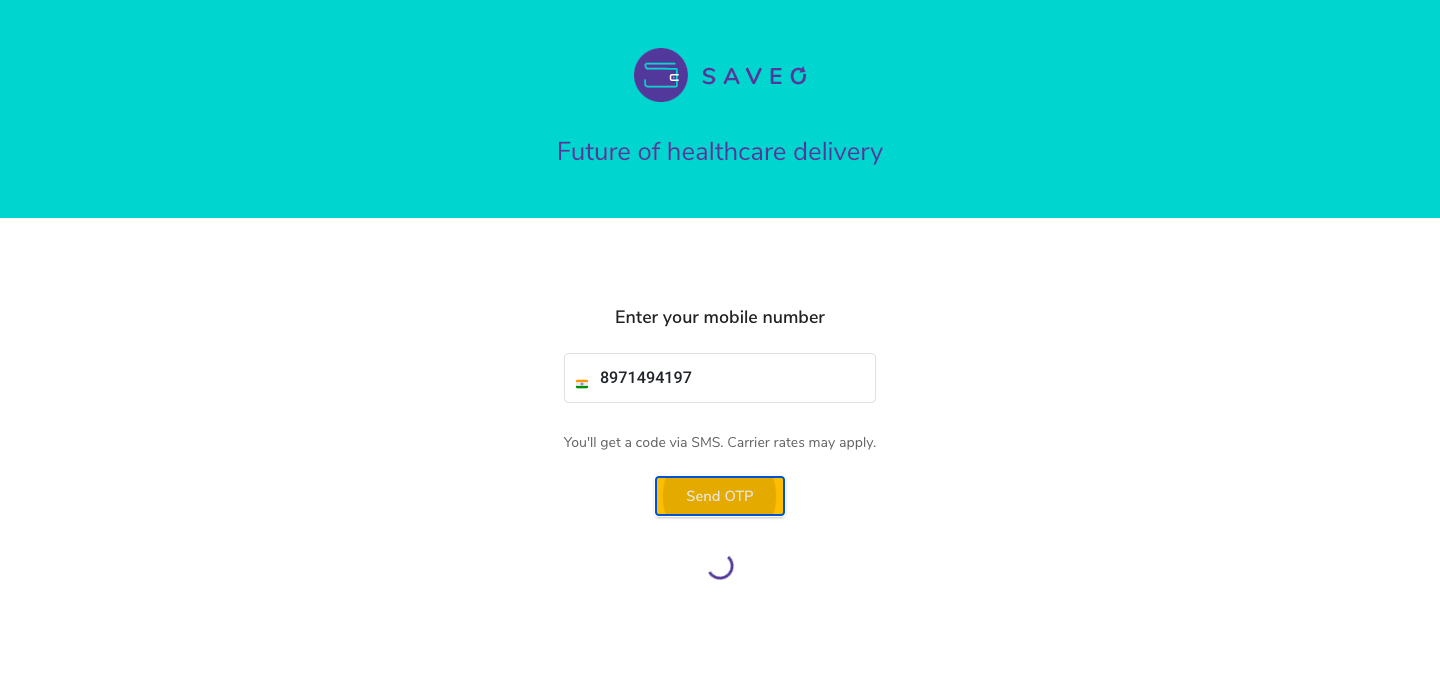 SAVEO
Future of healthcare delivery
Enter your mobile number
8971494197
You'll get a code via SMS. Carrier rates may apply.
Send OTP